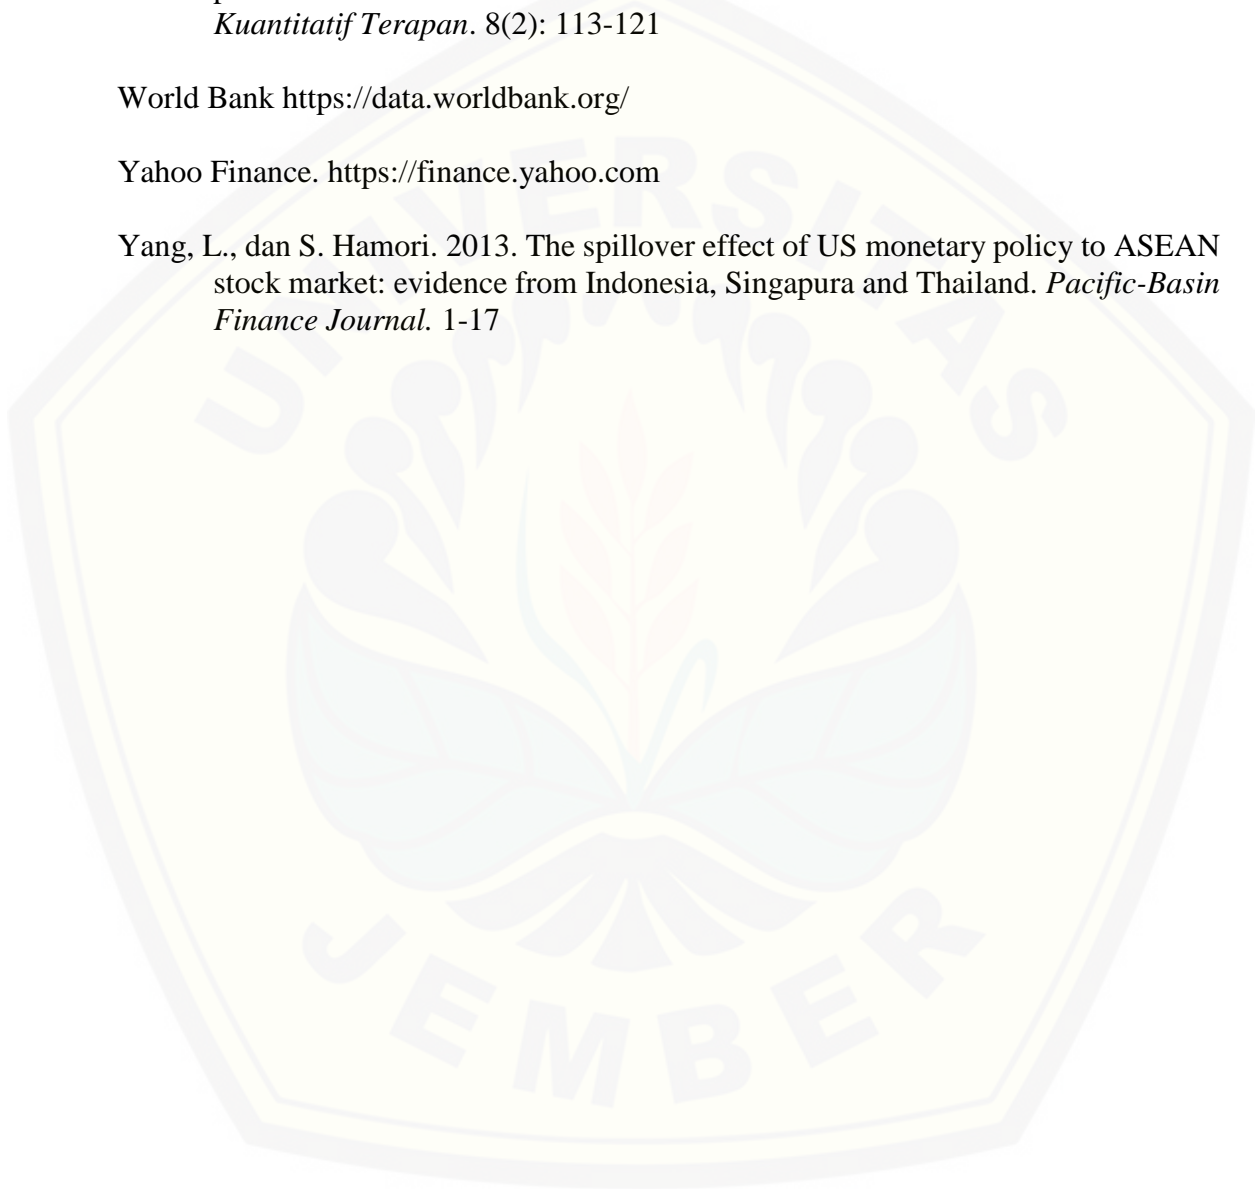 Kuantitatif Terapan. 8(2): 113-121
World Bank https://data.worldbank.org/
Yahoo Finance. https://finance.yahoo.com
Yang, L., dan S. Hamori. 2013. The spillover effect of US monetary policy to ASEAN
stock market: evidence from Indonesia, Singapura and Thailand. Pacific-Basin
Finance Journal. 1-17
UNIVERSITAS
JEMBER